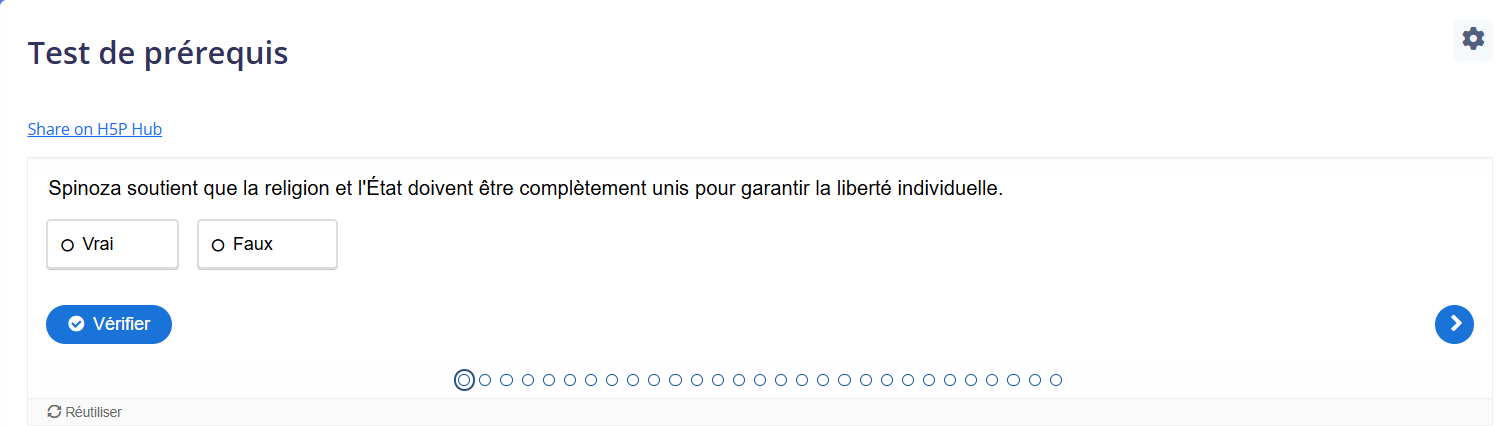 Test de prérequis
Share on H5P Hub
Spinoza soutient que la religion et l'État doivent être complètement unis pour garantir la liberté individuelle.
Vrai
Faux
Vérifier
Réutiliser